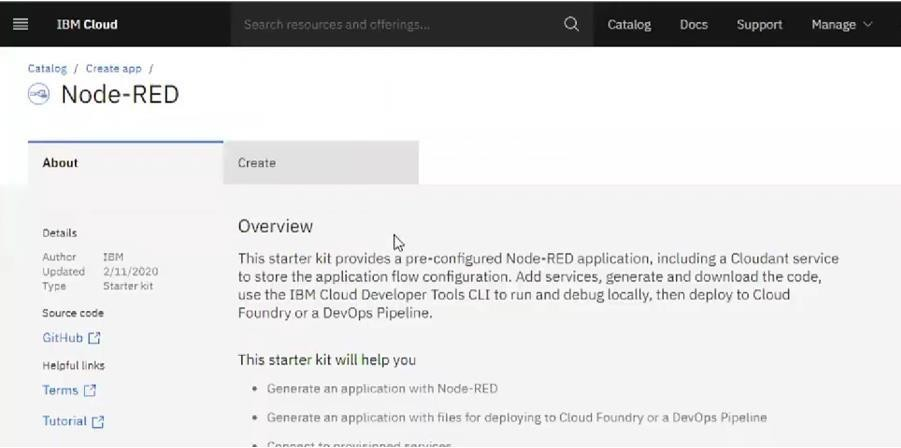 IBM Cloud
Search resources and offerings...
Catalog
Docs
Support
Manage
Catalog / Create app /
Node-RED
About
Create
Details
Author IBM
Updated 2/11/2020
Type Starter kit
Source code
GitHub
Helpful links
Terms
Tutorial
Overview
This starter kit provides a pre-configured Node-RED application, including a Cloudant service
to store the application flow configuration. Add services, generate and download the code,
use the IBM Cloud Developer Tools CLI to run and debug locally, then deploy to Cloud
Foundry or a DevOps Pipeline.
This starter kit will help you
• Generate an application with Node-RED
• Generate an application with files for deploying to Cloud Foundry or a DevOps Pipeline
• Connect to provisioned services